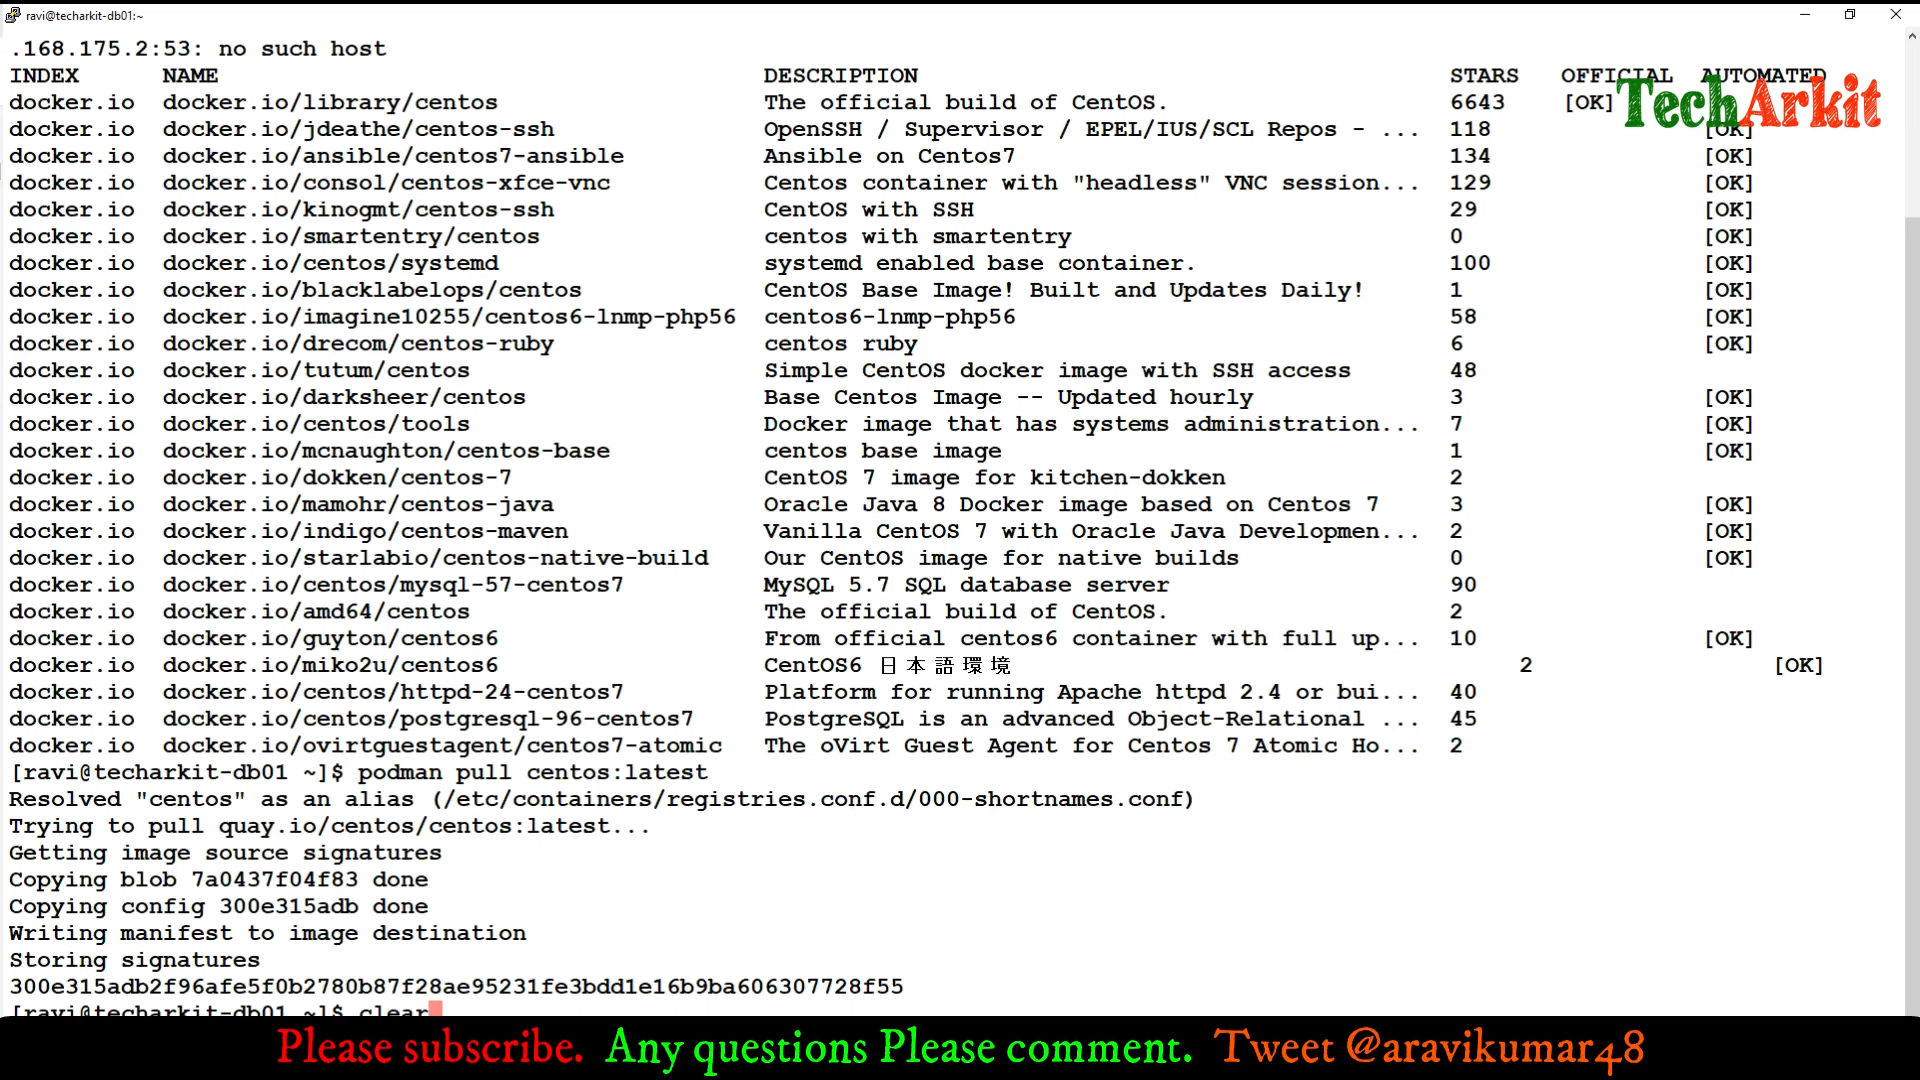 ravi@techarkit-db01:~
.168.175.2:53: no such host
INDEX NAME DESCRIPTION STARS OFFICIAL AUTOMATED
docker.io docker.io/library/centos The official build of CentOS. 6643 [OK]
TechArkit
docker.io docker.io/jdeathe/centos-ssh OpenSSH / Supervisor / EPEL/IUS/SCL Repos - ... 118 [OK]
docker.io docker.io/ansible/centos7-ansible Ansible on Centos7 134 [OK]
docker.io docker.io/consol/centos-xfce-vnc Centos container with "headless" VNC session... 129 [OK]
docker.io docker.io/kinogmt/centos-ssh CentOS with SSH 29 [OK]
docker.io docker.io/smartentry/centos centos with smartentry 0 [OK]
docker.io docker.io/centos/systemd systemd enabled base container. 100 [OK]
docker.io docker.io/blacklabelops/centos CentOS Base Image! Built and Updates Daily! 1 [OK]
docker.io docker.io/imagine10255/centos6-lnmp-php56 centos6-lnmp-php56 58 [OK]
docker.io docker.io/drecom/centos-ruby centos ruby 6 [OK]
docker.io docker.io/tutum/centos Simple CentOS docker image with SSH access 48
docker.io docker.io/darksheer/centos Base Centos Image -- Updated hourly 3 [OK]
docker.io docker.io/centos/tools Docker image that has systems administration... 7 [OK]
docker.io docker.io/mcnaughton/centos-base centos base image 1 [OK]
docker.io docker.io/dokken/centos-7 CentOS 7 image for kitchen-dokken 2
docker.io docker.io/mamohr/centos-java Oracle Java 8 Docker image based on Centos 7 3 [OK]
docker.io docker.io/indigo/centos-maven Vanilla CentOS 7 with Oracle Java Developmen... 2 [OK]
docker.io docker.io/starlabio/centos-native-build Our CentOS image for native builds 0 [OK]
docker.io docker.io/centos/mysql-57-centos7 MySQL 5.7 SQL database server 90
docker.io docker.io/amd64/centos The official build of CentOS. 2
docker.io docker.io/guyton/centos6 From official centos6 container with full up... 10 [OK]
docker.io docker.io/miko2u/centos6 CentOS6 日本語環境 2 [OK]
docker.io docker.io/centos/httpd-24-centos7 Platform for running Apache httpd 2.4 or bui... 40
docker.io docker.io/centos/postgresql-96-centos7 PostgreSQL is an advanced Object-Relational ... 45
docker.io docker.io/ovirtguestagent/centos7-atomic The oVirt Guest Agent for Centos 7 Atomic Ho... 2
[ravi@techarkit-db01 ~]$ podman pull centos:latest
Resolved "centos" as an alias (/etc/containers/registries.conf.d/000-shortnames.conf)
Trying to pull quay.io/centos/centos:latest...
Getting image source signatures
Copying blob 7a0437f04f83 done
Copying config 300e315adb done
Writing manifest to image destination
Storing signatures
300e315adb2f96afe5f0b2780b87f28ae95231fe3bdd1e16b9ba606307728f55
[ravi@techarkit-db01 ~]$ clear
Please subscribe. Any questions Please comment. Tweet @aravikumar48